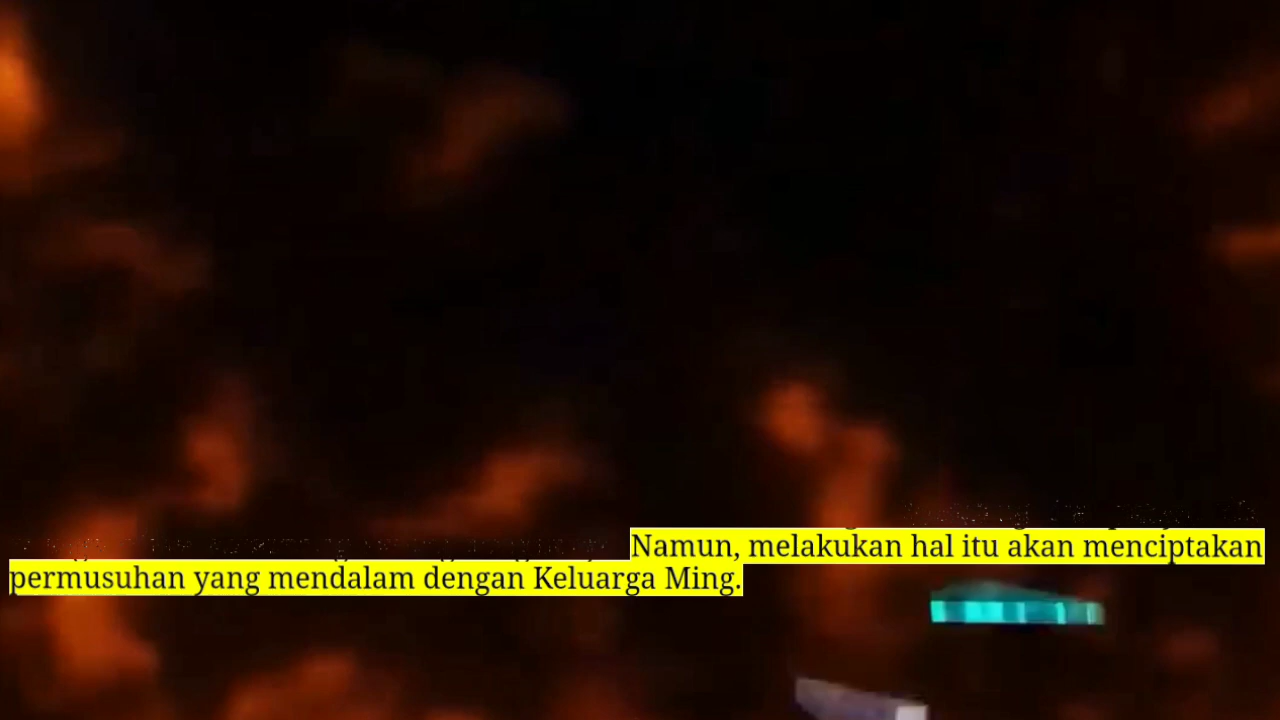 Namun, melakukan hal itu akan menciptakan
permusuhan yang mendalam dengan Keluarga Ming.